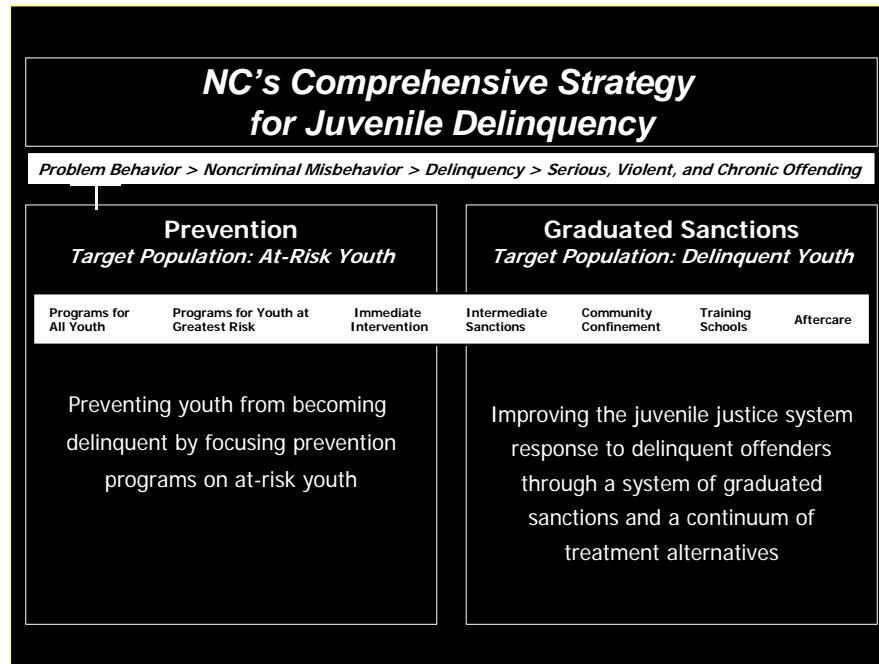 NC's Comprehensive Strategy
for Juvenile Delinquency
Problem Behavior > Noncriminal Misbehavior > Delinquency > Serious, Violent, and Chronic Offending
Prevention
Target Population: At-Risk Youth
Graduated Sanctions
Target Population: Delinquent Youth
Programs for
All Youth
Programs for Youth at
Greatest Risk
Immediate
Intervention
Intermediate
Sanctions
Community
Confinement
Training
Schools
Aftercare
Preventing youth from becoming
delinquent by focusing prevention
programs on at-risk youth
Improving the juvenile justice system
response to delinquent offenders
through a system of graduated
sanctions and a continuum of
treatment alternatives